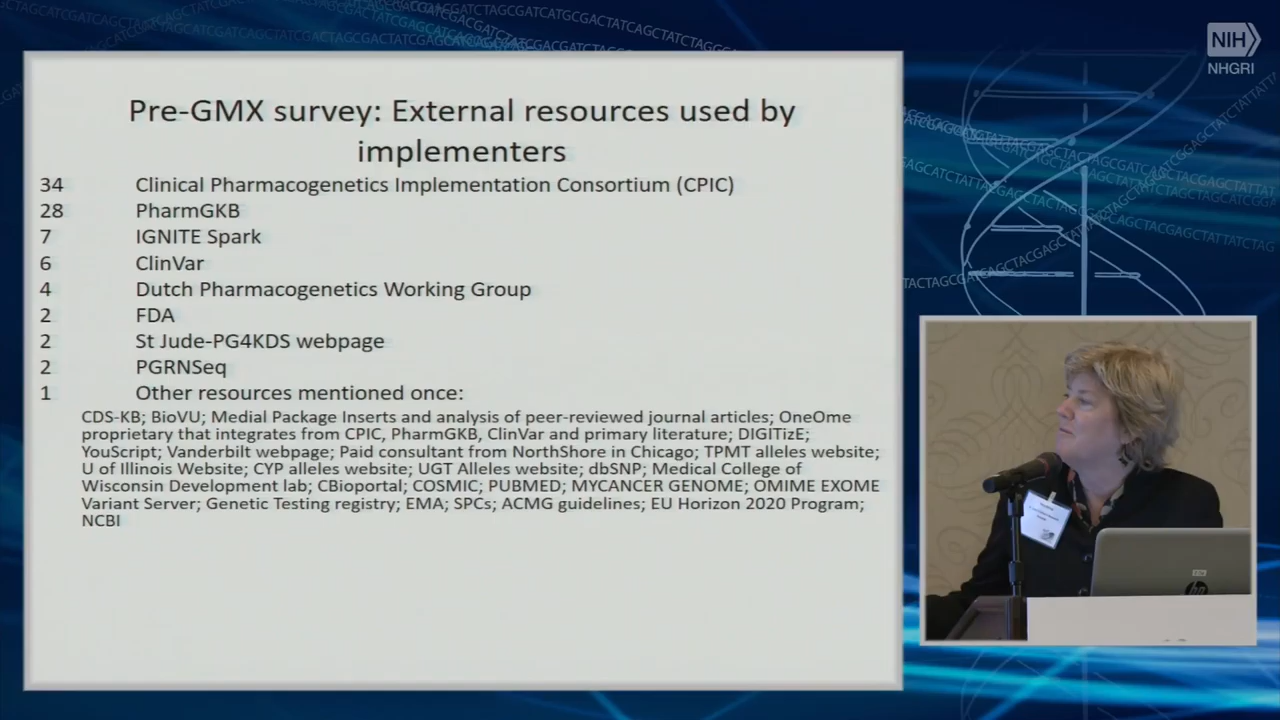 NIH
NHGRI
Pre-GMX survey: External resources used by
implementers
34 Clinical Pharmacogenetics Implementation Consortium (CPIC)
28 PharmGKB
7 IGNITE Spark
6 ClinVar
4 Dutch Pharmacogenetics Working Group
2 FDA
2 St Jude-PG4KDS webpage
2 PGRNSeq
1 Other resources mentioned once:
CDS-KB; BioVU; Medial Package Inserts and analysis of peer-reviewed journal articles; OneOme
proprietary that integrates from CPIC, PharmGKB, ClinVar and primary literature; DIGITizE;
YouScript; Vanderbilt webpage; Paid consultant from NorthShore in Chicago; TPMT alleles website;
U of Illinois Website; CYP alleles website; UGT Alleles website; dbSNP; Medical College of
Wisconsin Development lab; CBioportal; COSMIC; PUBMED; MYCANCER GENOME; OMIME EXOME
Variant Server; Genetic Testing registry; EMA; SPCs; ACMG guidelines; EU Horizon 2020 Program;
NCBI
hp